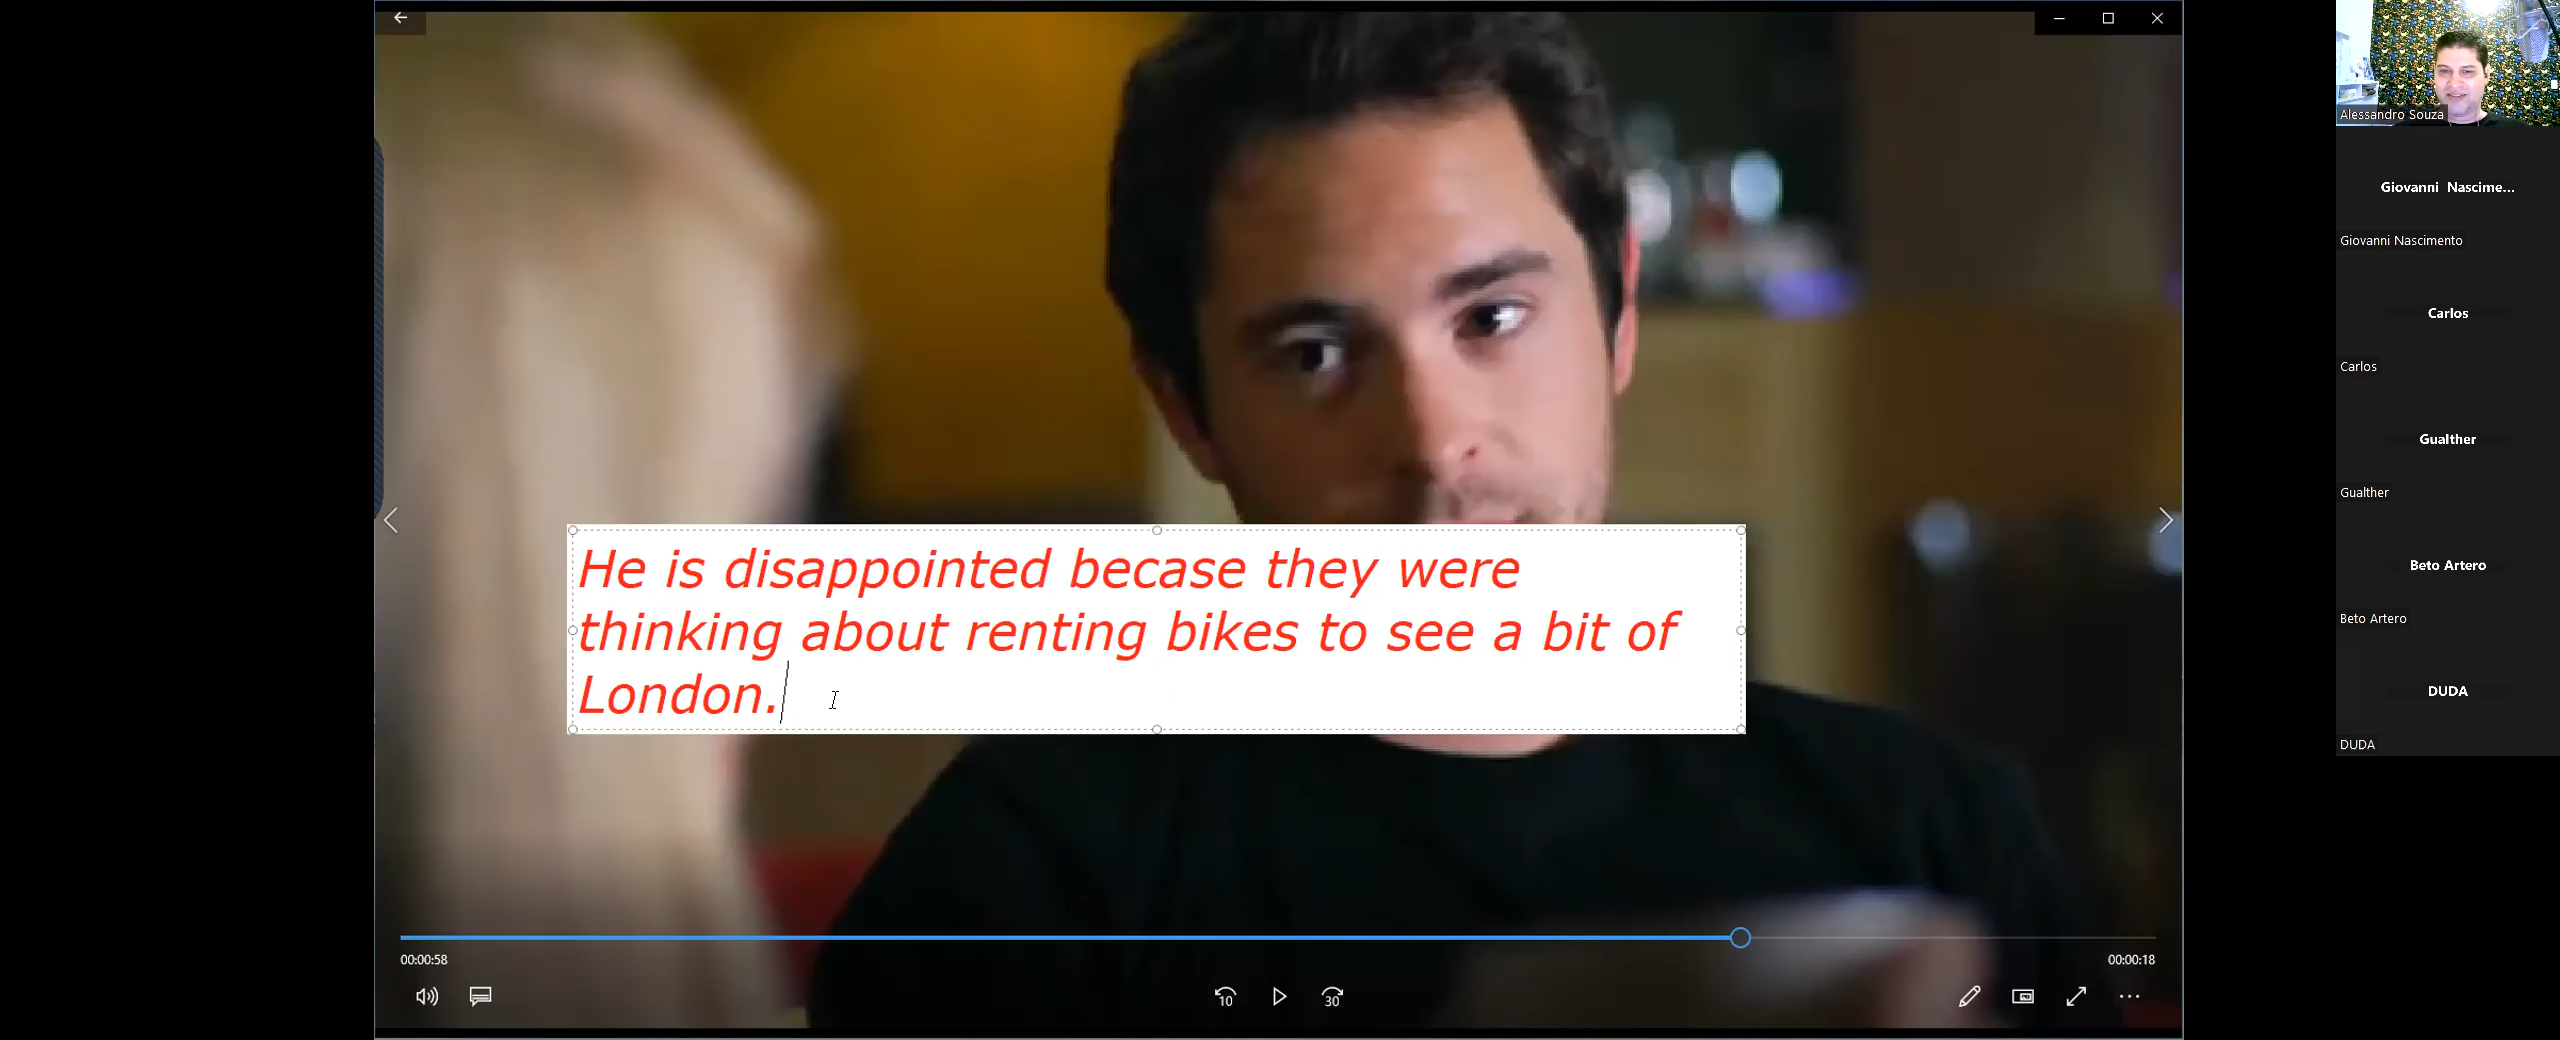 Alessandro Souza
Giovanni Nascime...
Giovanni Nascimento
Carlos
Carlos
Gualther
Gualther
He is disappointed becase they were
thinking about renting bikes to see a bit of
London.
Beto Artero
Beto Artero
DUDA
DUDA
00:00:58
00:00:18
10
30